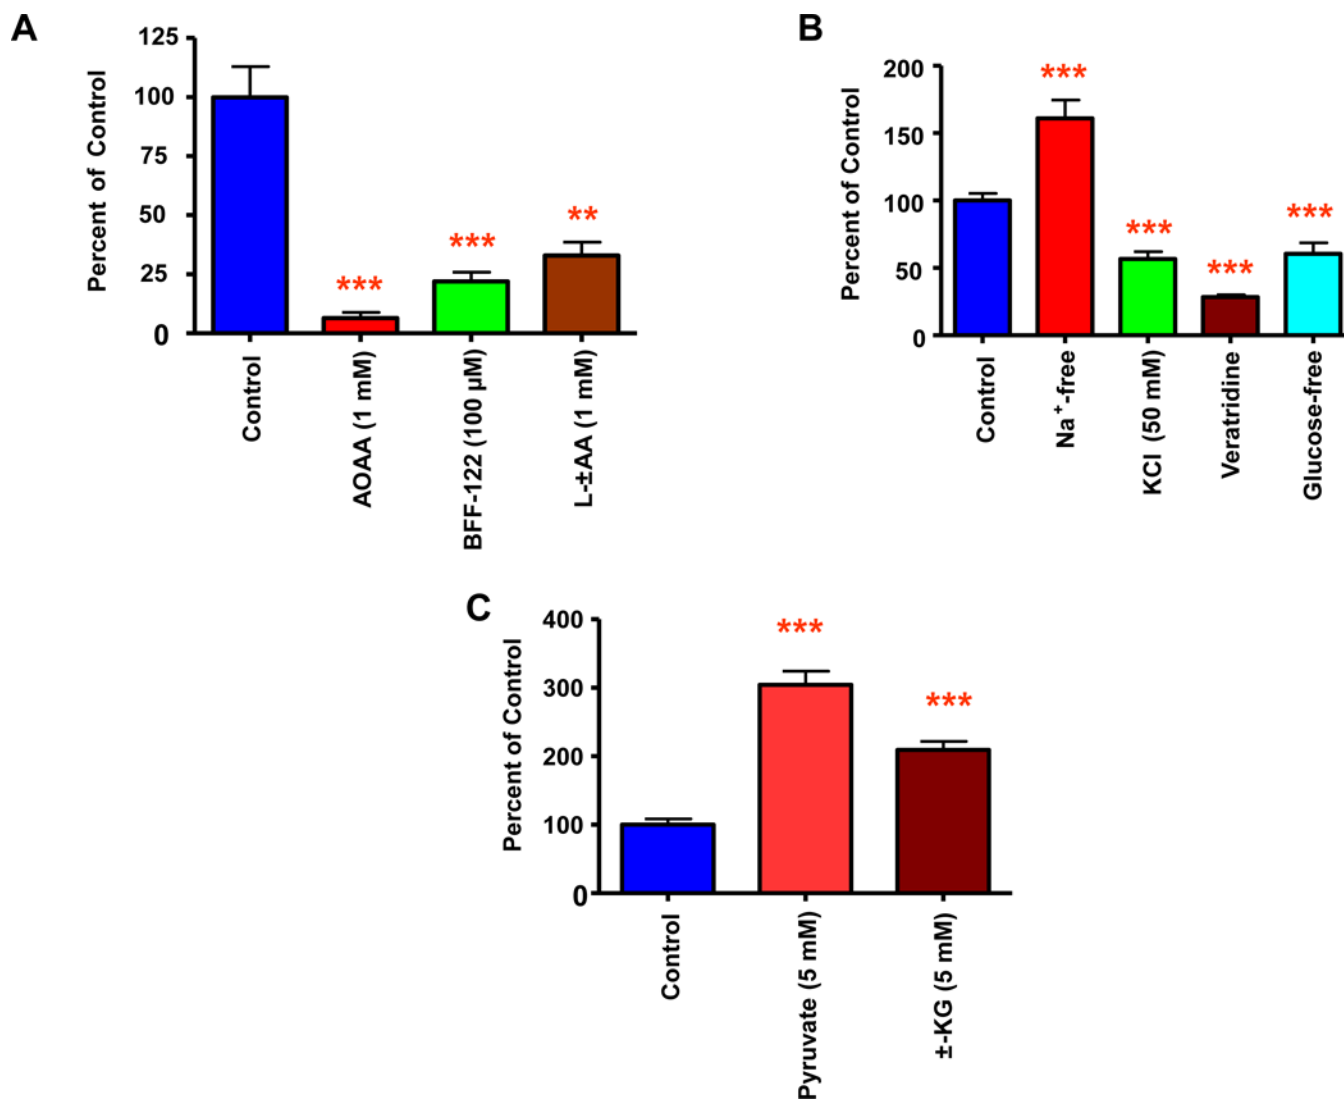 A
Percent of Control
125
100
75
50
25
0
***
***
**
Control
AOAA (1 mM)
BFF-122 (100 µM)
L-±AA (1 mM)
B
Percent of Control
200
150
100
50
0
***
***
***
***
Control
Na⁺-free
KCl (50 mM)
Veratridine
Glucose-free
C
Percent of Control
400
300
200
100
0
***
***
Control
Pyruvate (5 mM)
±-KG (5 mM)